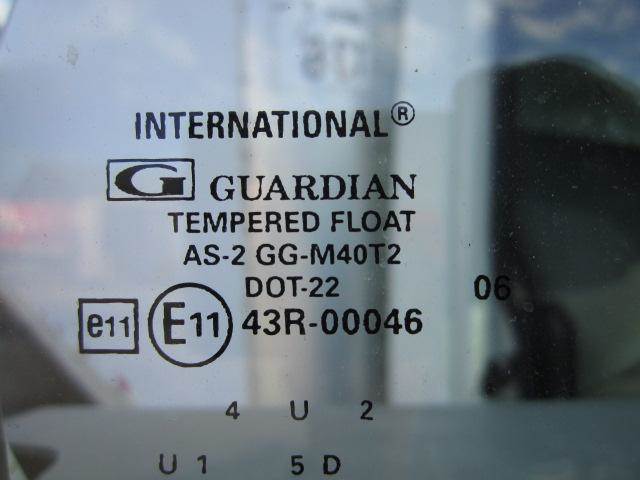 INTERNATIONAL®
G GUARDIAN
TEMPERED FLOAT
AS-2 GG-M40T2
DOT-22 06
e11 E11 43R-00046
4 U 2
U 1 5 D